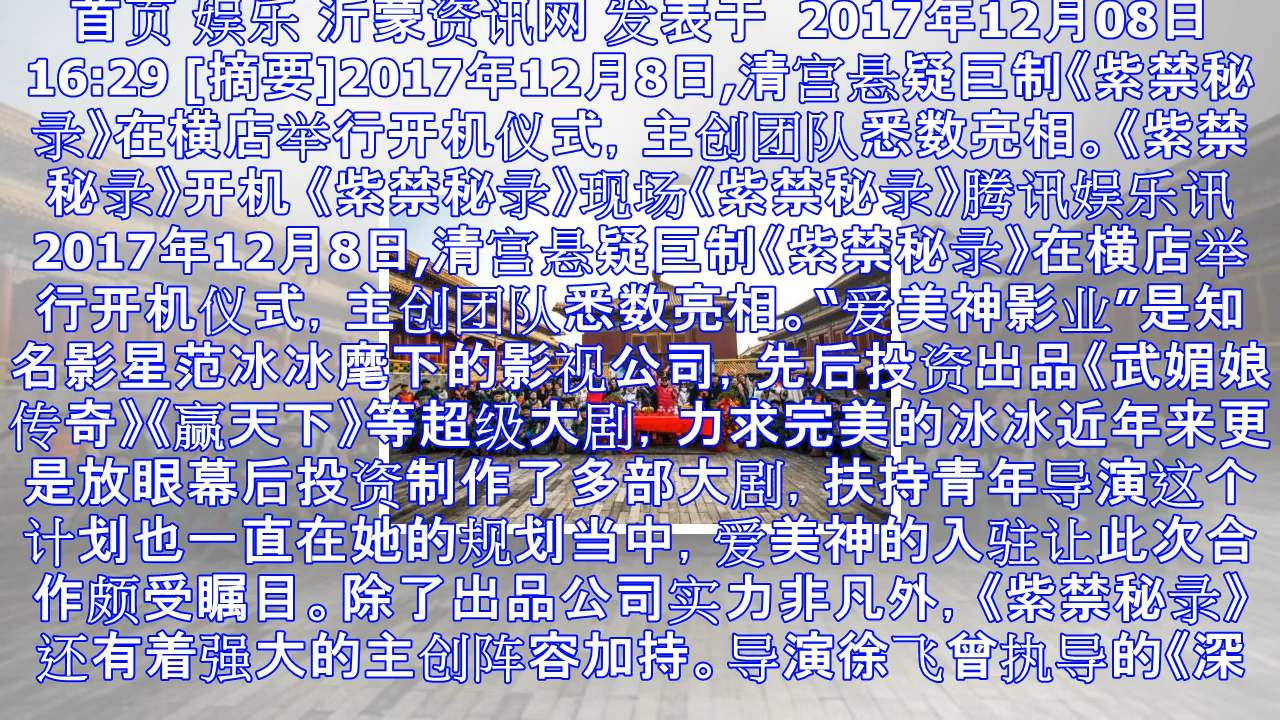 首页 娱乐 沂蒙资讯网 发表于 2017年12月08日
16:29 [摘要]2017年12月8日,清宫悬疑巨制《紫禁秘
录》在横店举行开机仪式，主创团队悉数亮相。《紫禁
秘录》开机 《紫禁秘录》现场《紫禁秘录》腾讯娱乐讯
2017年12月8日,清宫悬疑巨制《紫禁秘录》在横店举
行开机仪式，主创团队悉数亮相。“爱美神影业”是知
名影星范冰冰麾下的影视公司，先后投资出品《武媚娘
传奇》《赢天下》等超级大剧，力求完美的冰冰近年来更
是放眼幕后投资制作了多部大剧，扶持青年导演这个
计划也一直在她的规划当中，爱美神的入驻让此次合
作颇受瞩目。除了出品公司实力非凡外，《紫禁秘录》
还有着强大的主创阵容加持。导演徐飞曾执导的《深